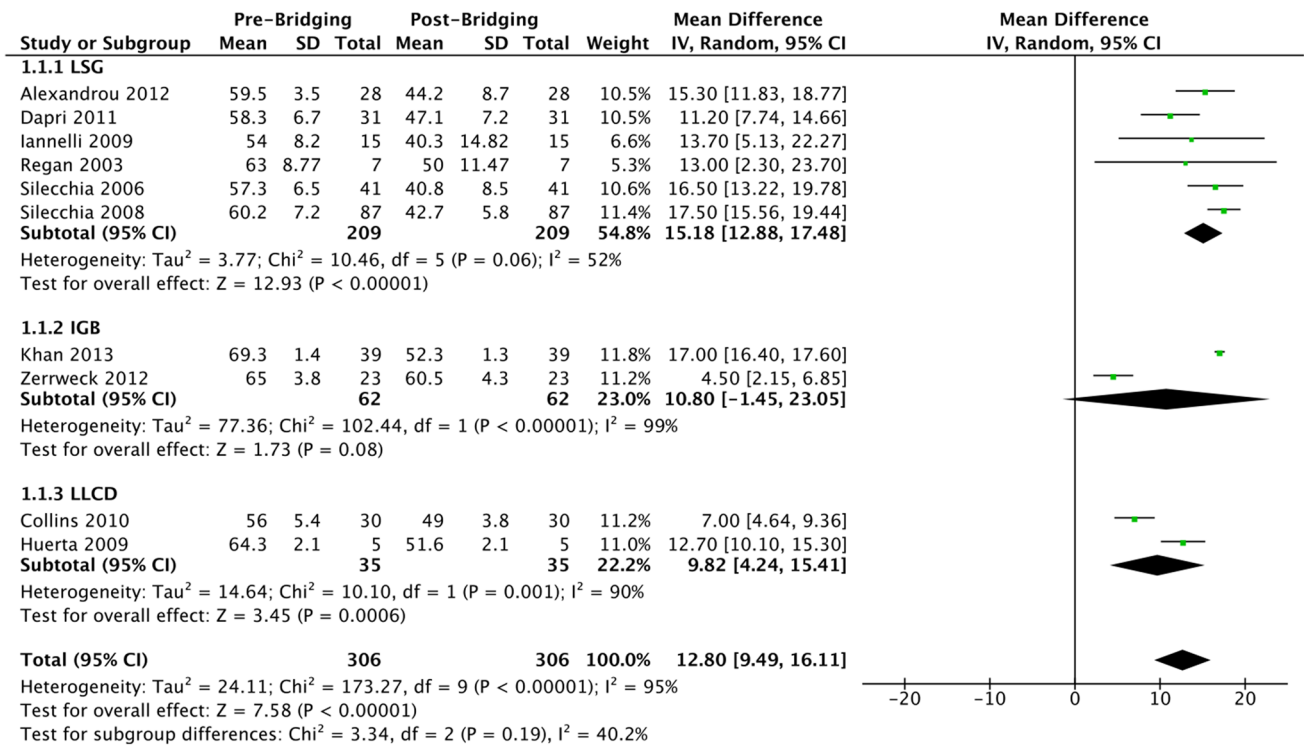 Pre-Bridging Post-Bridging Mean Difference Mean Difference
Study or Subgroup Mean SD Total Mean SD Total Weight IV, Random, 95% CI IV, Random, 95% CI
1.1.1 LSG
Alexandrou 2012 59.5 3.5 28 44.2 8.7 28 10.5% 15.30 [11.83, 18.77]
Dapri 2011 58.3 6.7 31 47.1 7.2 31 10.5% 11.20 [7.74, 14.66]
Iannelli 2009 54 8.2 15 40.3 14.82 15 6.6% 13.70 [5.13, 22.27]
Regan 2003 63 8.77 7 50 11.47 7 5.3% 13.00 [2.30, 23.70]
Silecchia 2006 57.3 6.5 41 40.8 8.5 41 10.6% 16.50 [13.22, 19.78]
Silecchia 2008 60.2 7.2 87 42.7 5.8 87 11.4% 17.50 [15.56, 19.44]
Subtotal (95% CI) 209 209 54.8% 15.18 [12.88, 17.48]
Heterogeneity: Tau² = 3.77; Chi² = 10.46, df = 5 (P = 0.06); I² = 52%
Test for overall effect: Z = 12.93 (P < 0.00001)
1.1.2 IGB
Khan 2013 69.3 1.4 39 52.3 1.3 39 11.8% 17.00 [16.40, 17.60]
Zerrweck 2012 65 3.8 23 60.5 4.3 23 11.2% 4.50 [2.15, 6.85]
Subtotal (95% CI) 62 62 23.0% 10.80 [−1.45, 23.05]
Heterogeneity: Tau² = 77.36; Chi² = 102.44, df = 1 (P < 0.00001); I² = 99%
Test for overall effect: Z = 1.73 (P = 0.08)
1.1.3 LLCD
Collins 2010 56 5.4 30 49 3.8 30 11.2% 7.00 [4.64, 9.36]
Huerta 2009 64.3 2.1 5 51.6 2.1 5 11.0% 12.70 [10.10, 15.30]
Subtotal (95% CI) 35 35 22.2% 9.82 [4.24, 15.41]
Heterogeneity: Tau² = 14.64; Chi² = 10.10, df = 1 (P = 0.001); I² = 90%
Test for overall effect: Z = 3.45 (P = 0.0006)
Total (95% CI) 306 306 100.0% 12.80 [9.49, 16.11]
Heterogeneity: Tau² = 24.11; Chi² = 173.27, df = 9 (P < 0.00001); I² = 95%
Test for overall effect: Z = 7.58 (P < 0.00001)
Test for subgroup differences: Chi² = 3.34, df = 2 (P = 0.19), I² = 40.2%
−20 −10 0 10 20